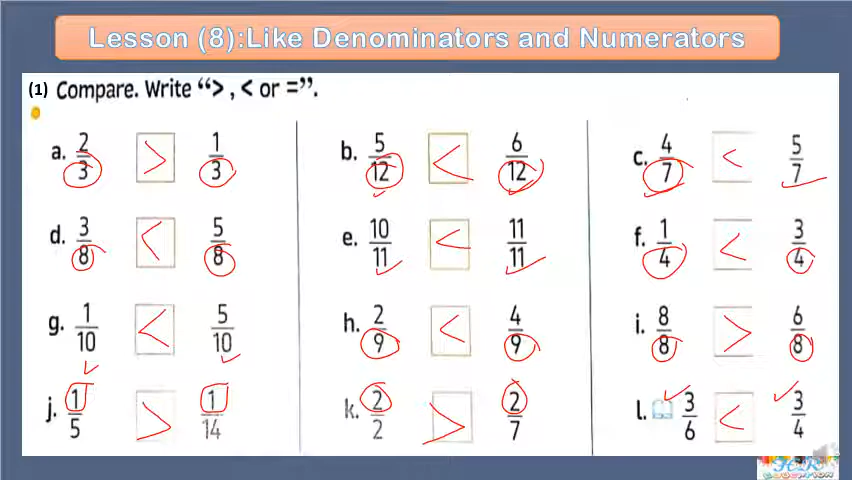 Lesson (8):Like Denominators and Numerators
(1) Compare. Write “> , < or =”.
a. 2/3 > 1/3
b. 5/12 < 6/12
c. 4/7 < 5/7
d. 3/8 < 5/8
e. 10/11 < 11/11
f. 1/4 < 3/4
g. 1/10 < 5/10
h. 2/9 < 4/9
i. 8/8 > 6/8
j. 1/5 > 1/14
k. 2/2 > 2/7
l. 3/6 < 3/4